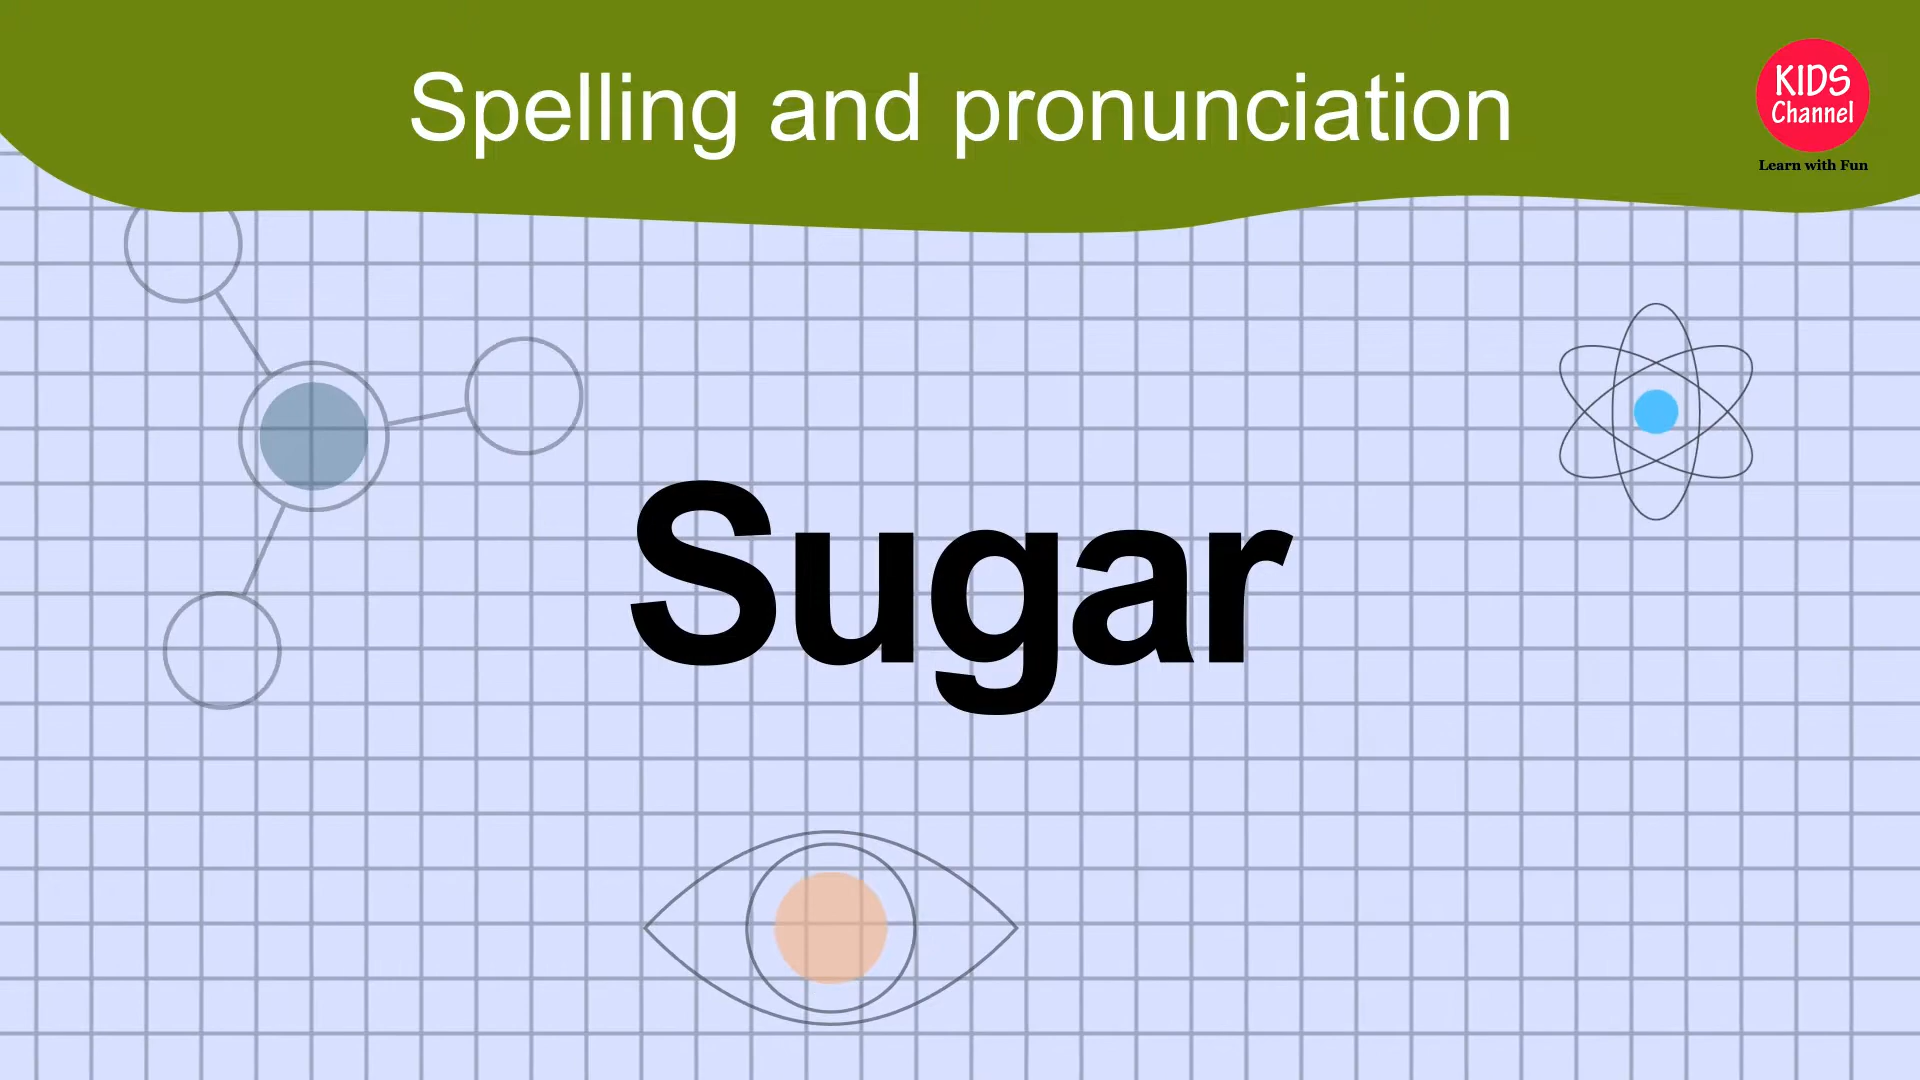 Spelling and pronunciation
KIDS
Channel
Learn with Fun
Sugar